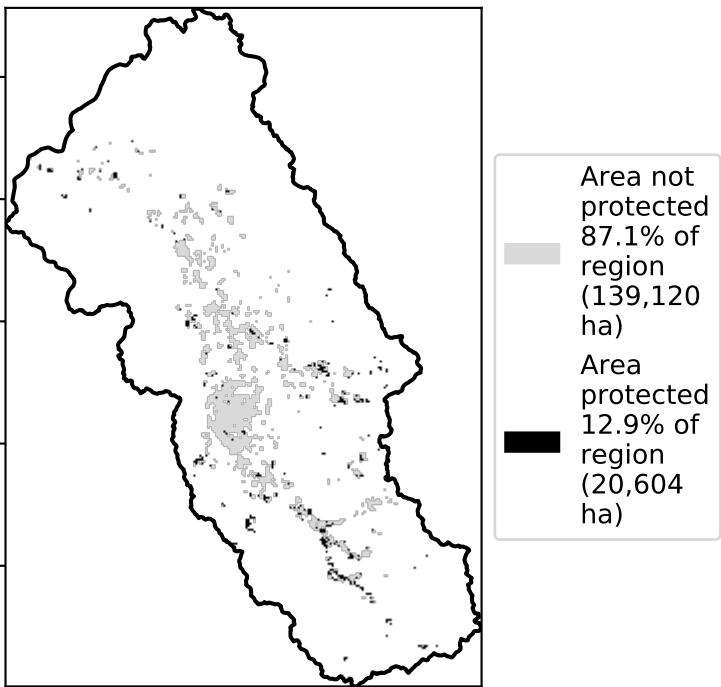 Area not
protected
87.1% of
region
(139,120
ha)
Area
protected
12.9% of
region
(20,604
ha)